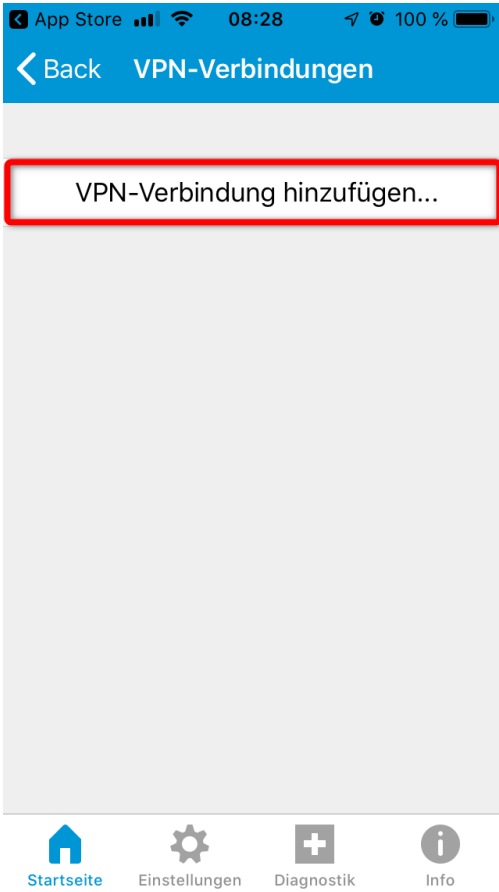 App Store 08:28 100 %
Back VPN-Verbindungen
VPN-Verbindung hinzufügen...
Startseite Einstellungen Diagnostik Info